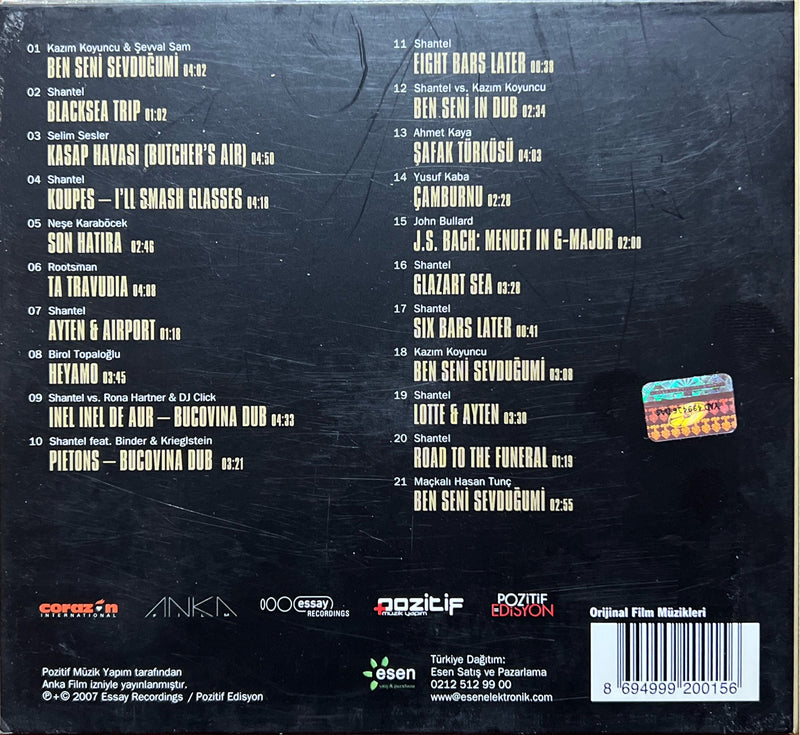 01 Kazım Koyuncu & Şevval Sam
BEN SENİ SEVDUĞUMİ 04:02
02 Shantel
BLACKSEA TRIP 01:02
03 Selim Sesler
KASAP HAVASI (BUTCHER'S AIR) 04:50
04 Shantel
KOUPES – I'LL SMASH GLASSES 04:18
05 Neşe Karaböcek
SON HATIRA 02:46
06 Rootsman
TA TRAVUDIA 04:08
07 Shantel
AYTEN & AIRPORT 01:18
08 Birol Topaloğlu
HEYAMO 03:45
09 Shantel vs. Rona Hartner & DJ Click
INEL INEL DE AUR – BUCOVINA DUB 04:33
10 Shantel feat. Binder & Krieglstein
PIETONS – BUCOVINA DUB 03:21
11 Shantel
EIGHT BARS LATER 00:38
12 Shantel vs. Kazım Koyuncu
BEN SENİ IN DUB 02:34
13 Ahmet Kaya
ŞAFAK TÜRKÜSÜ 04:03
14 Yusuf Kaba
ÇAMBURNU 02:28
15 John Bullard
J.S. BACH: MENUET IN G-MAJOR 02:00
16 Shantel
GLAZART SEA 03:28
17 Shantel
SIX BARS LATER 00:41
18 Kazım Koyuncu
BEN SENİ SEVDUĞUMİ 03:08
19 Shantel
LOTTE & AYTEN 03:38
20 Shantel
ROAD TO THE FUNERAL 01:19
21 Maçkalı Hasan Tunç
BEN SENİ SEVDUĞUMİ 02:55
corazón
INTERNATIONAL
ANKA
FILM
essay
RECORDINGS
pozitif
müzik yapım
POZİTİF
EDİSYON
Orijinal Film Müzikleri
8 694999 200156
Pozitif Müzik Yapım tarafından
Anka Film izniyle yayınlanmıştır.
℗+© 2007 Essay Recordings / Pozitif Edisyon
esen
satış & pazarlama
Türkiye Dağıtım:
Esen Satış ve Pazarlama
0212 512 99 00
www@esenelektronik.com